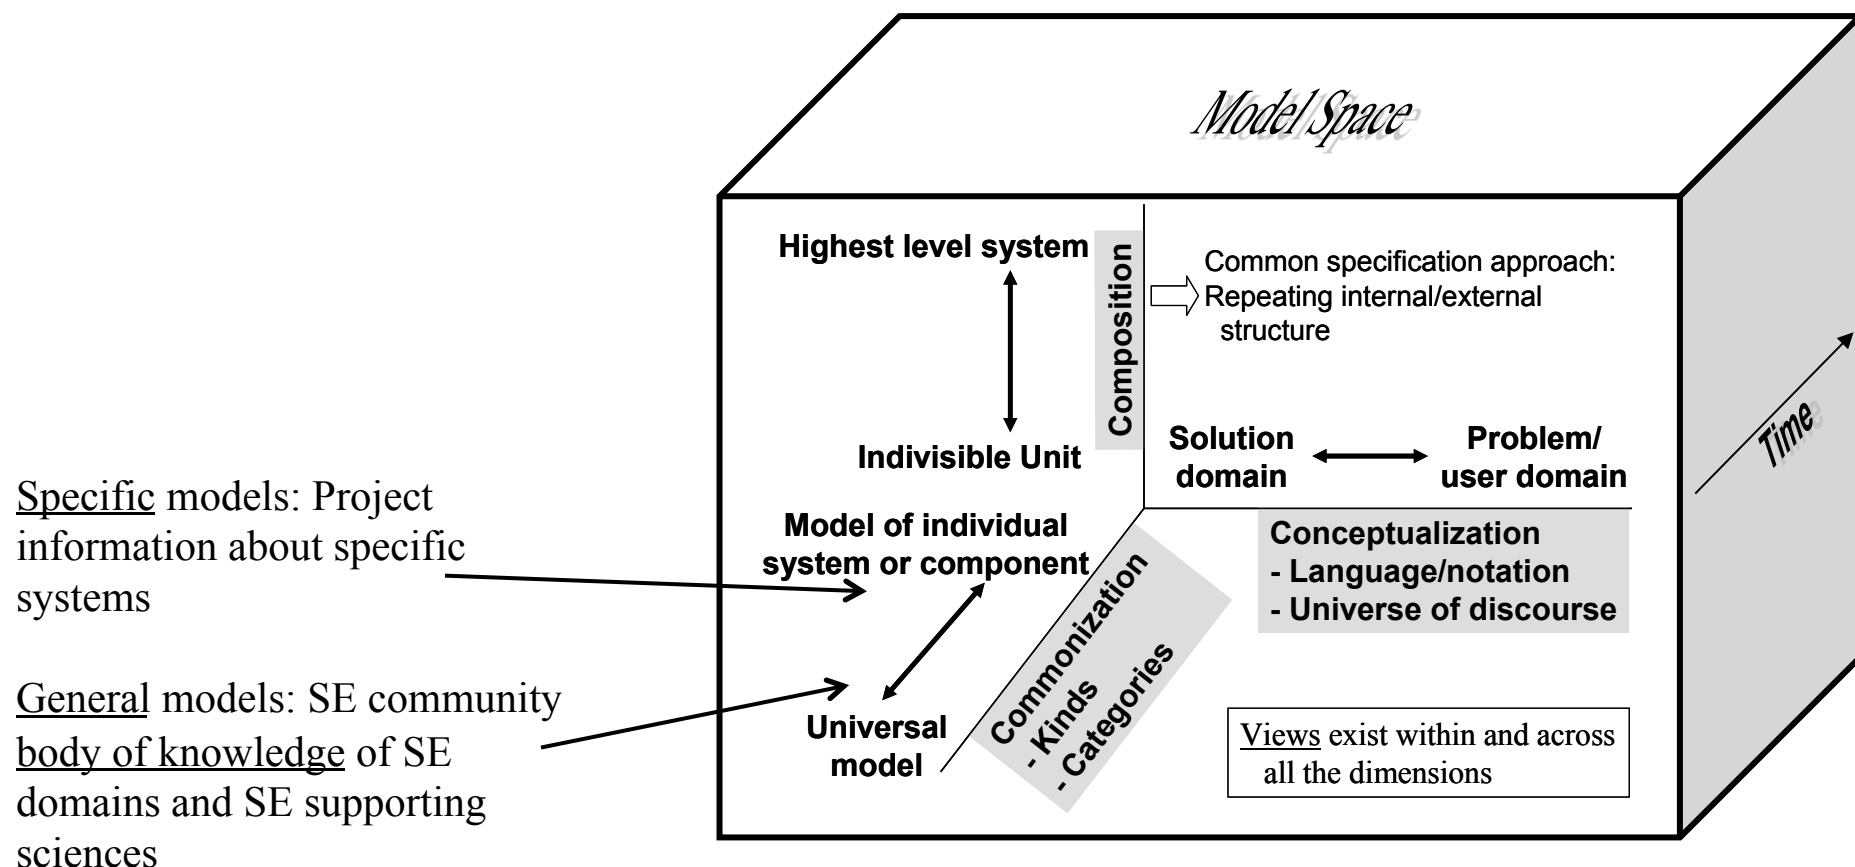 Model Space
Highest level system
Composition
Common specification approach:
Repeating internal/external
structure
Indivisible Unit
Solution
domain
Problem/
user domain
Time
Specific models: Project
information about specific
systems
Model of individual
system or component
Conceptualization
- Language/notation
- Universe of discourse
Commonization
- Kinds
- Categories
General models: SE community
body of knowledge of SE
domains and SE supporting
sciences
Universal
model
Views exist within and across
all the dimensions